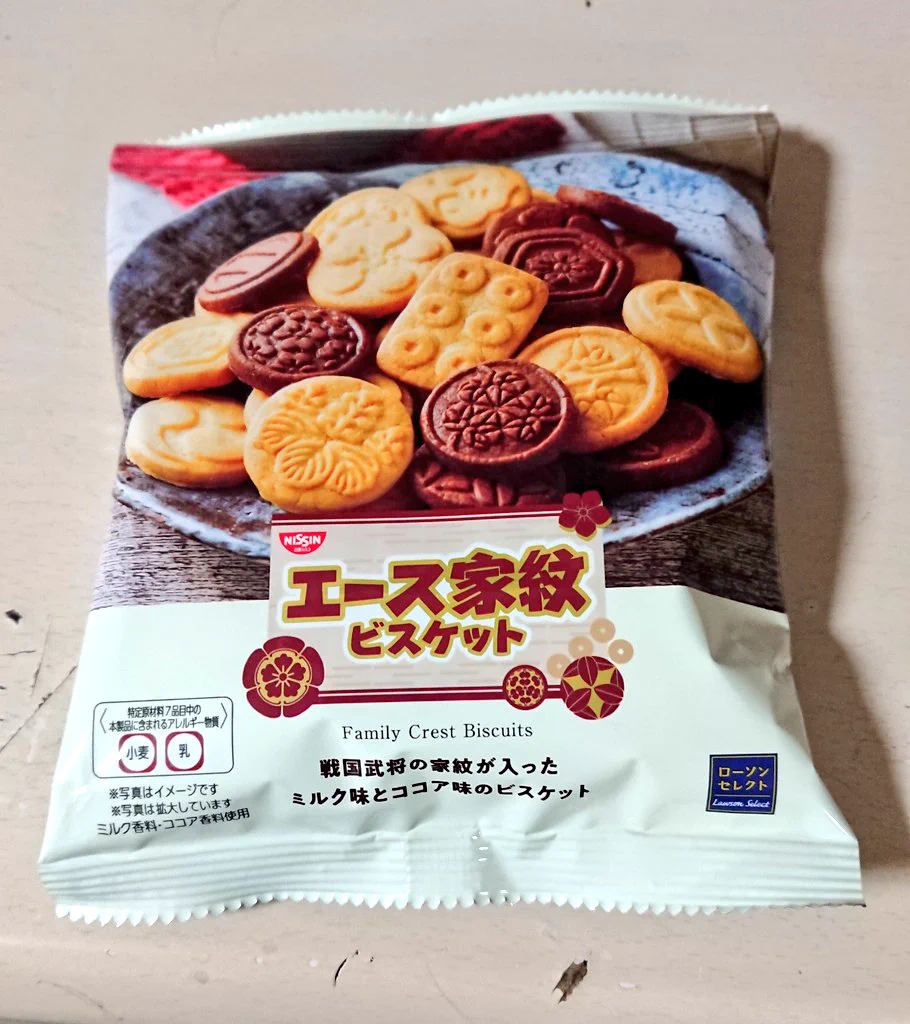 NISSIN
エース家紋
ビスケット
Family Crest Biscuits
戦国武将の家紋が入った
ミルク味とココア味のビスケット
特定原材料7品目中の
本製品に含まれるアレルギー物質
小麦 乳
※写真はイメージです
※写真は拡大しています
ミルク香料・ココア香料使用
ローソン
セレクト
Lawson Select